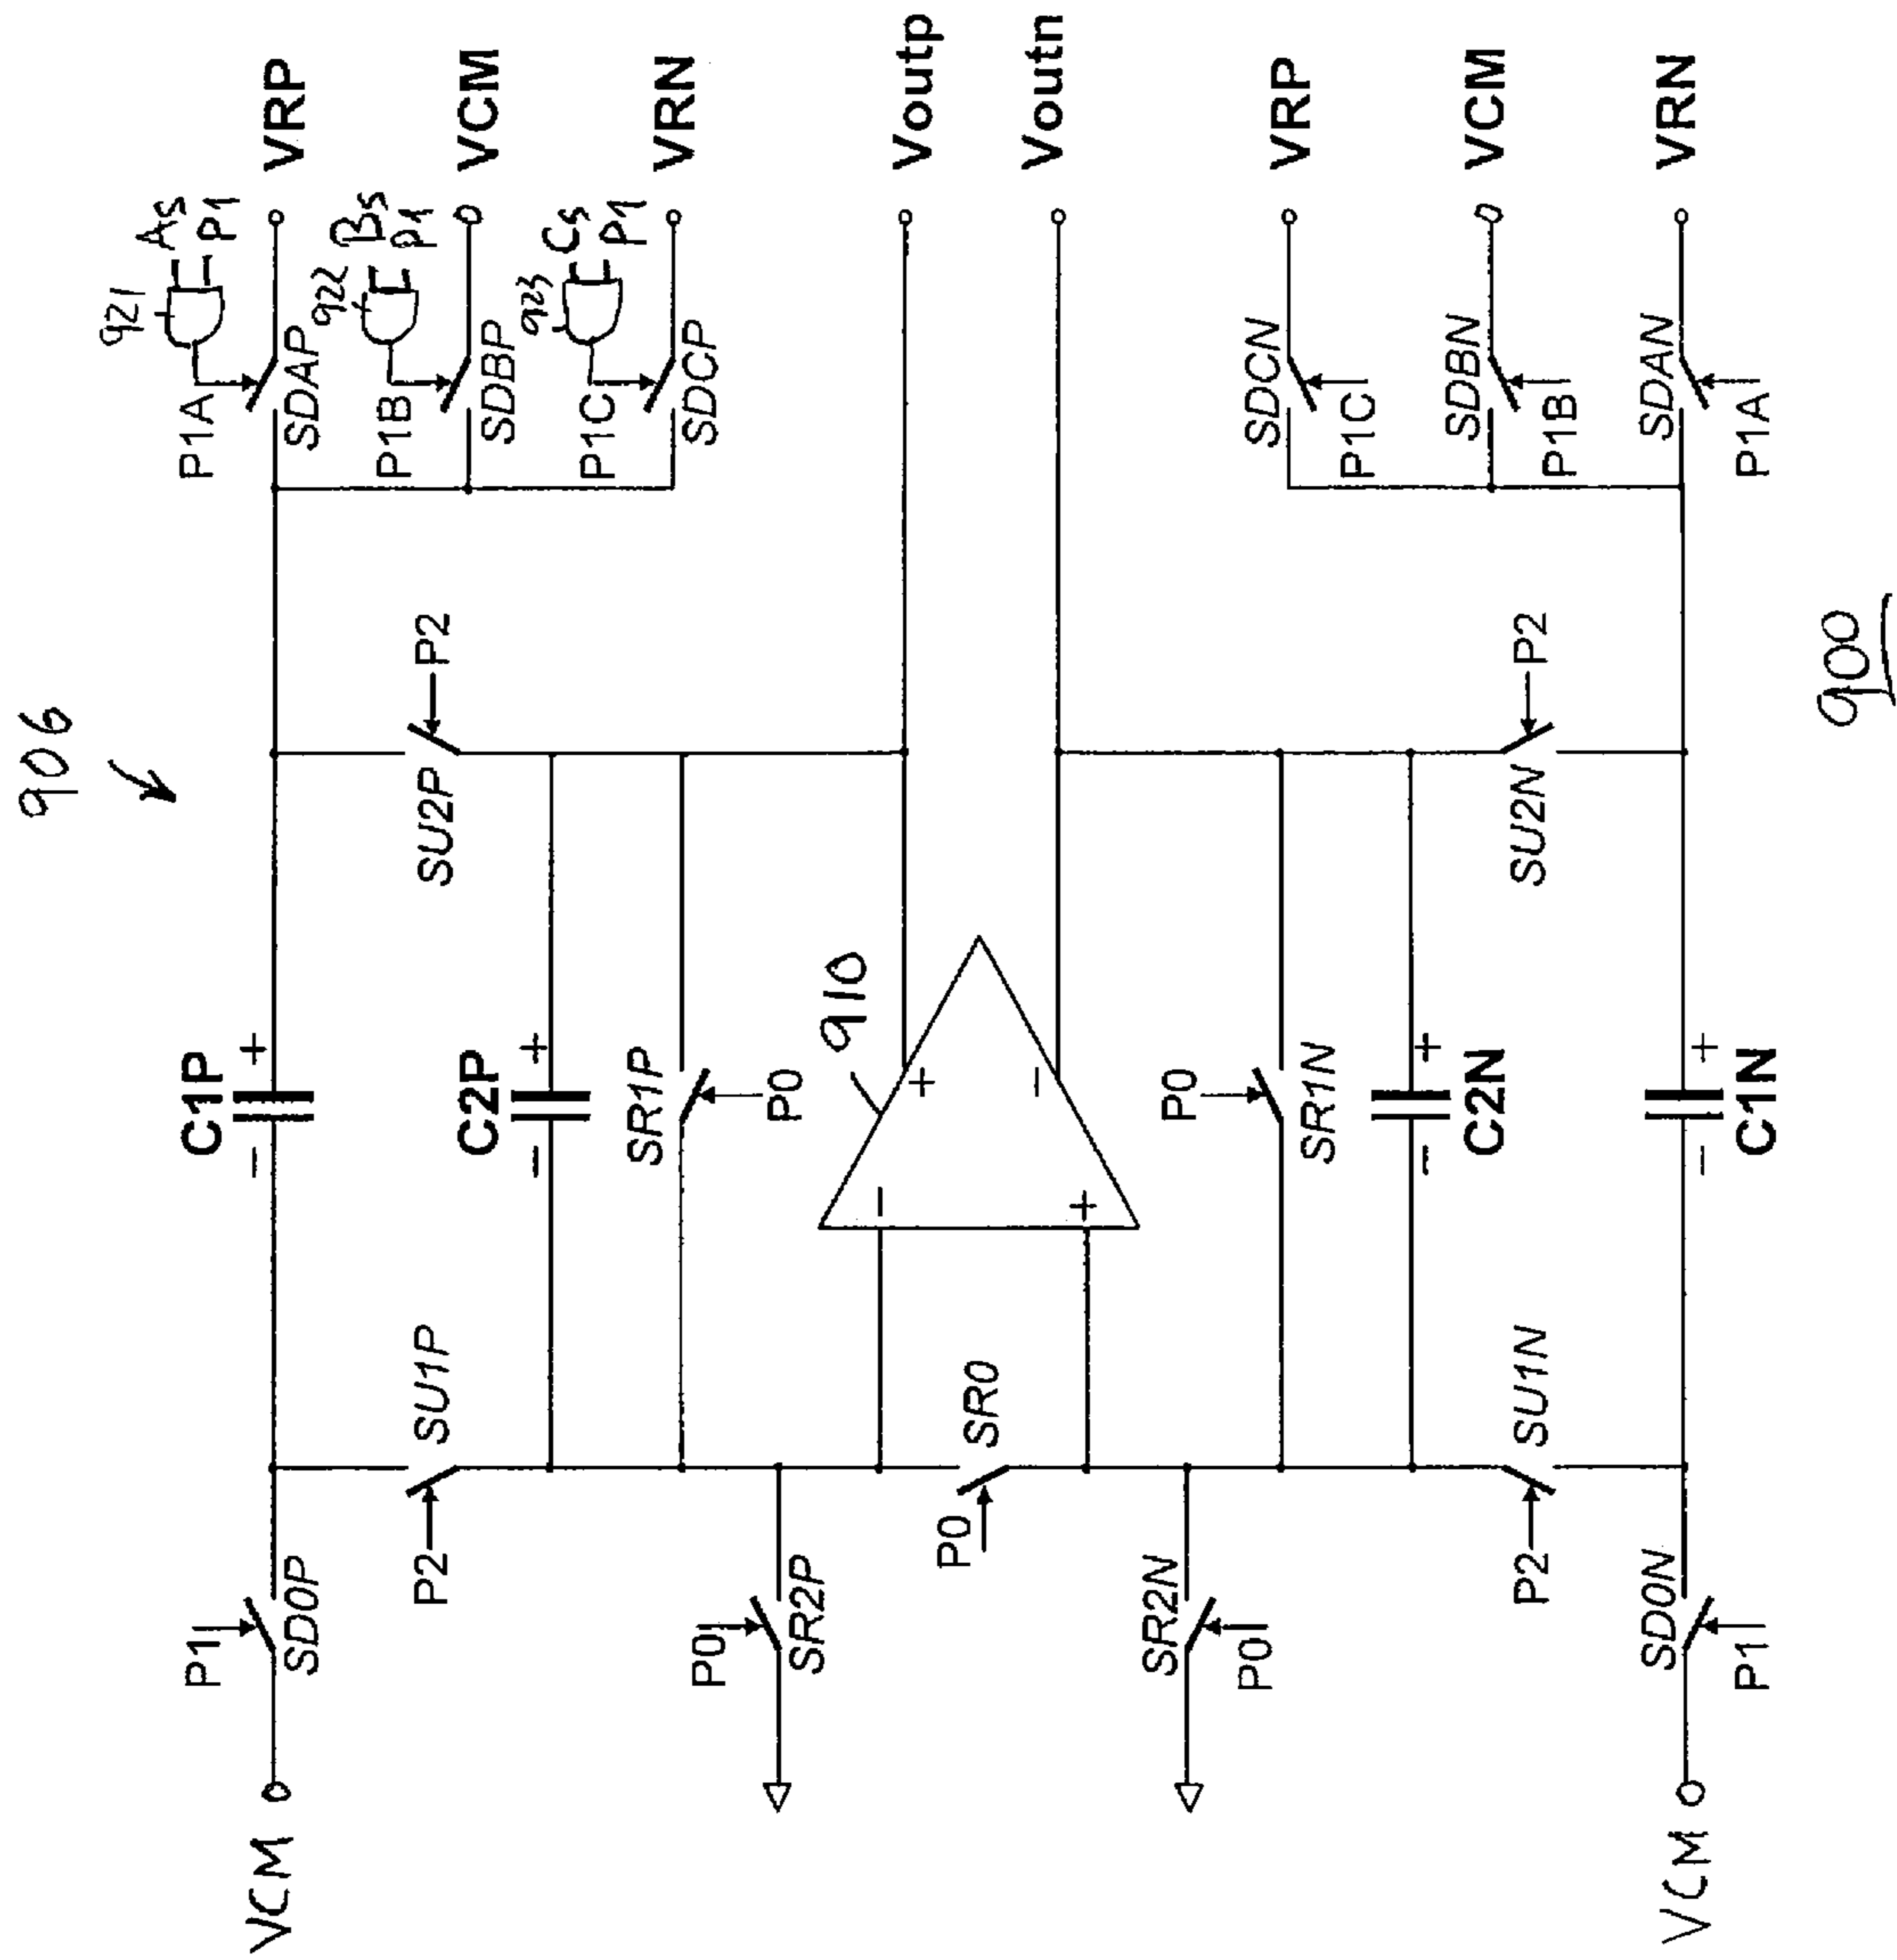 906
VCM
P1
SD0P
C1P
-
+
P1A
SDAP
921
As
P1
VRP
P2
SU1P
SU2P
P2
C2P
-
+
P1B
SDBP
922
Bs
P1
VCM
P1C
SDCP
923
Cs
P1
VRN
SR1P
P0
P0
SR2P
910
-
+
Voutp
P0
SR0
+
-
Voutn
P0
SR1N
SR2N
P0
C2N
-
+
SDCN
P1C
VRP
SDBN
P1B
VCM
P2
SU1N
SU2N
P2
VCM
SD0N
P1
C1N
-
+
SDAN
P1A
VRN
900